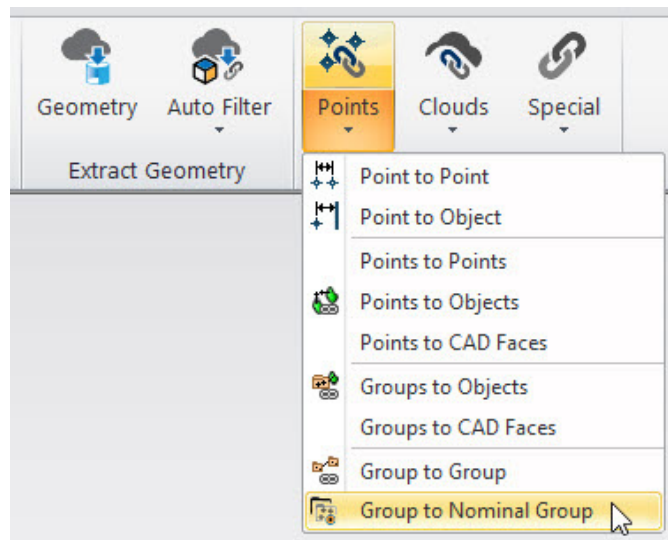 Geometry Auto Filter Points Clouds Special
Extract Geometry
Point to Point
Point to Object
Points to Points
Points to Objects
Points to CAD Faces
Groups to Objects
Groups to CAD Faces
Group to Group
Group to Nominal Group